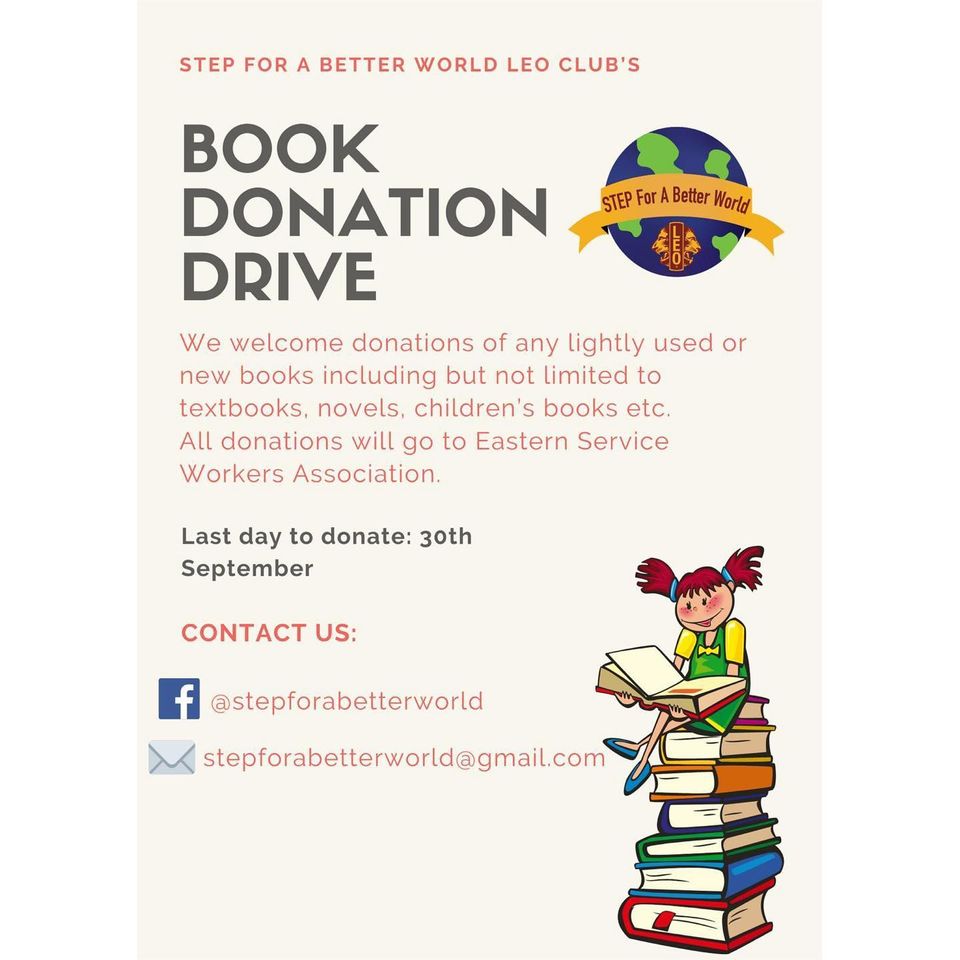 STEP FOR A BETTER WORLD LEO CLUB'S
BOOK
DONATION
DRIVE
STEP For A Better World
LEO
We welcome donations of any lightly used or
new books including but not limited to
textbooks, novels, children's books etc.
All donations will go to Eastern Service
Workers Association.
Last day to donate: 30th
September
CONTACT US:
@stepforabetterworld
stepforabetterworld@gmail.com